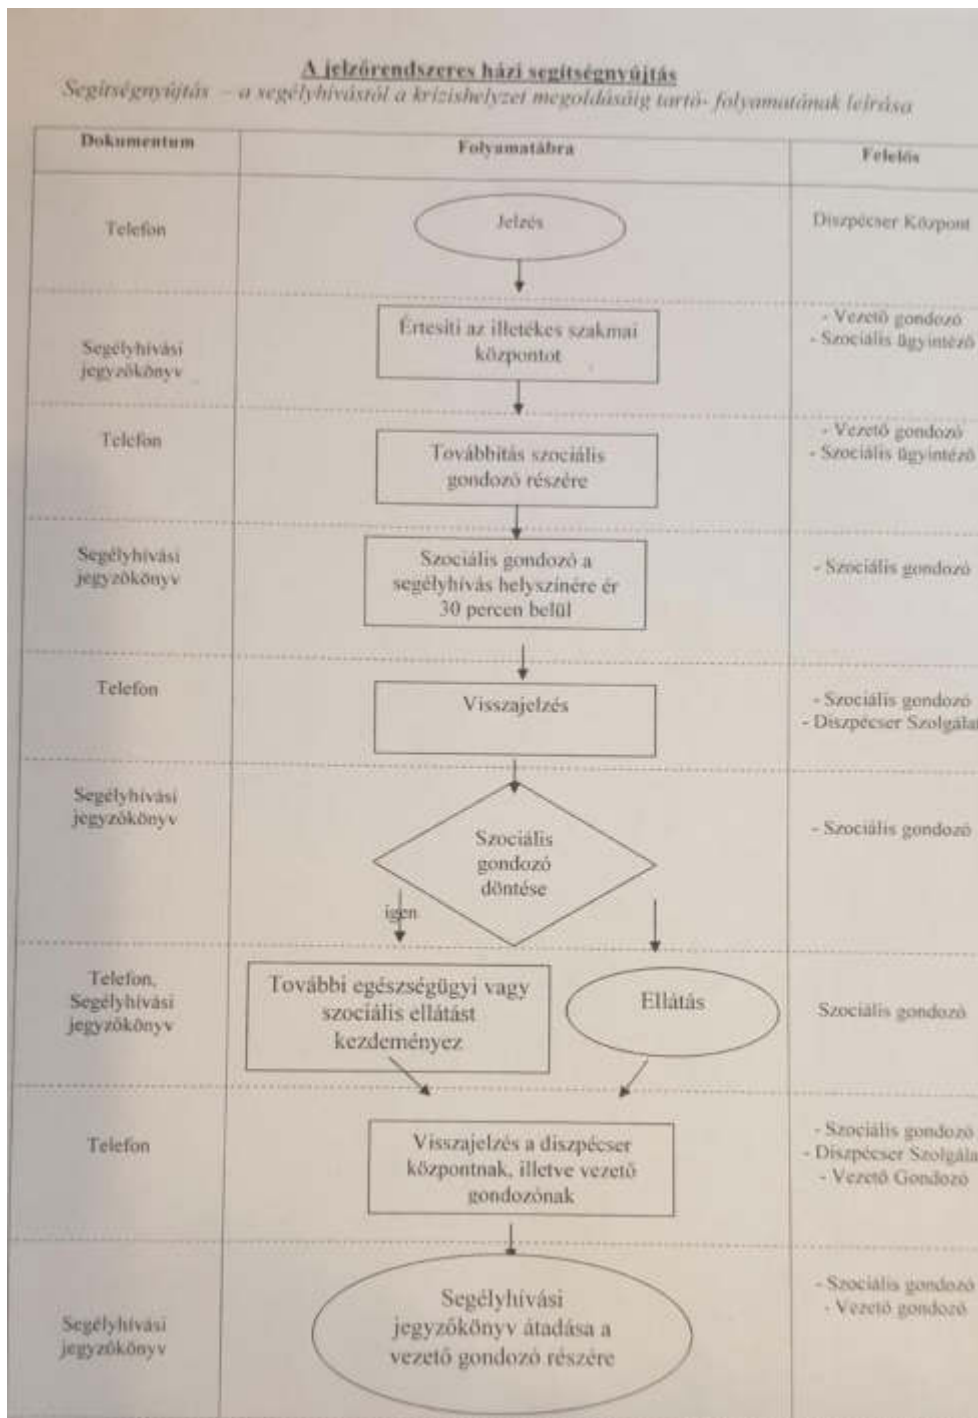 A jelzőrendszeres házi segítségnyújtás
Segítségnyújtás – a segélyhívástól a krízishelyzet megoldásáig tartó- folyamatának leírása
Dokumentum Folyamatábra Felelős
Telefon
Jelzés
Diszpécser Központ
Segélyhívási
jegyzőkönyv
Értesíti az illetékes szakmai
központot
- Vezető gondozó
- Szociális ügyintéző
Telefon
Továbbítás szociális
gondozó részére
- Vezető gondozó
- Szociális ügyintéző
Segélyhívási
jegyzőkönyv
Szociális gondozó a
segélyhívás helyszínére ér
30 percen belül
- Szociális gondozó
Telefon
Visszajelzés
- Szociális gondozó
- Diszpécser Szolgálat
Segélyhívási
jegyzőkönyv
Szociális
gondozó
döntése
- Szociális gondozó
igen
Telefon,
Segélyhívási
jegyzőkönyv
További egészségügyi vagy
szociális ellátást
kezdeményez
Ellátás
Szociális gondozó
Telefon
Visszajelzés a diszpécser
központnak, illetve vezető
gondozónak
- Szociális gondozó
- Diszpécser Szolgálat
- Vezető Gondozó
Segélyhívási
jegyzőkönyv
Segélyhívási
jegyzőkönyv átadása a
vezető gondozó részére
- Szociális gondozó
- Vezető gondozó